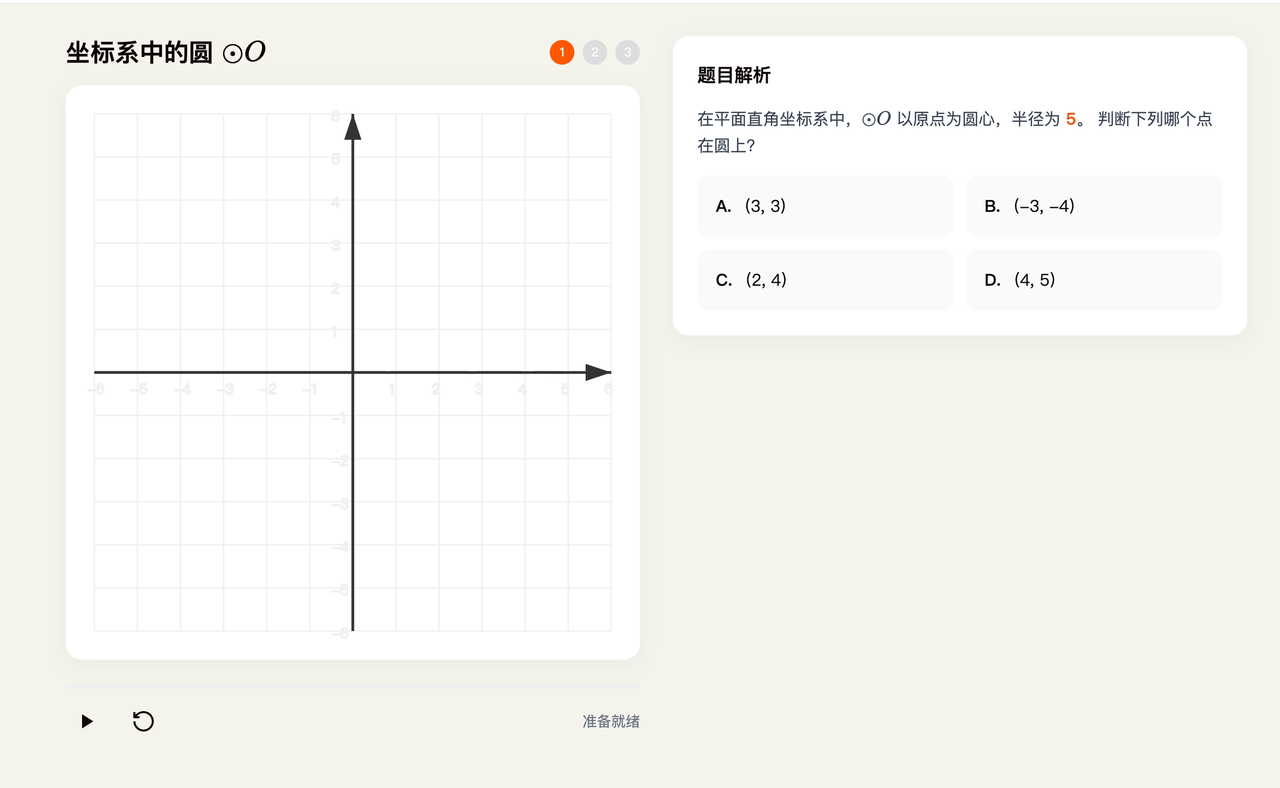 坐标系中的圆 ⊙O
1 2 3
6
5
4
3
2
1
-6 -5 -4 -3 -2 -1 1 2 3 4 5 6
-1
-2
-3
-4
-5
-6
准备就绪
题目解析
在平面直角坐标系中，⊙O 以原点为圆心，半径为 5。 判断下列哪个点
在圆上？
A. (3, 3)
B. (−3, −4)
C. (2, 4)
D. (4, 5)